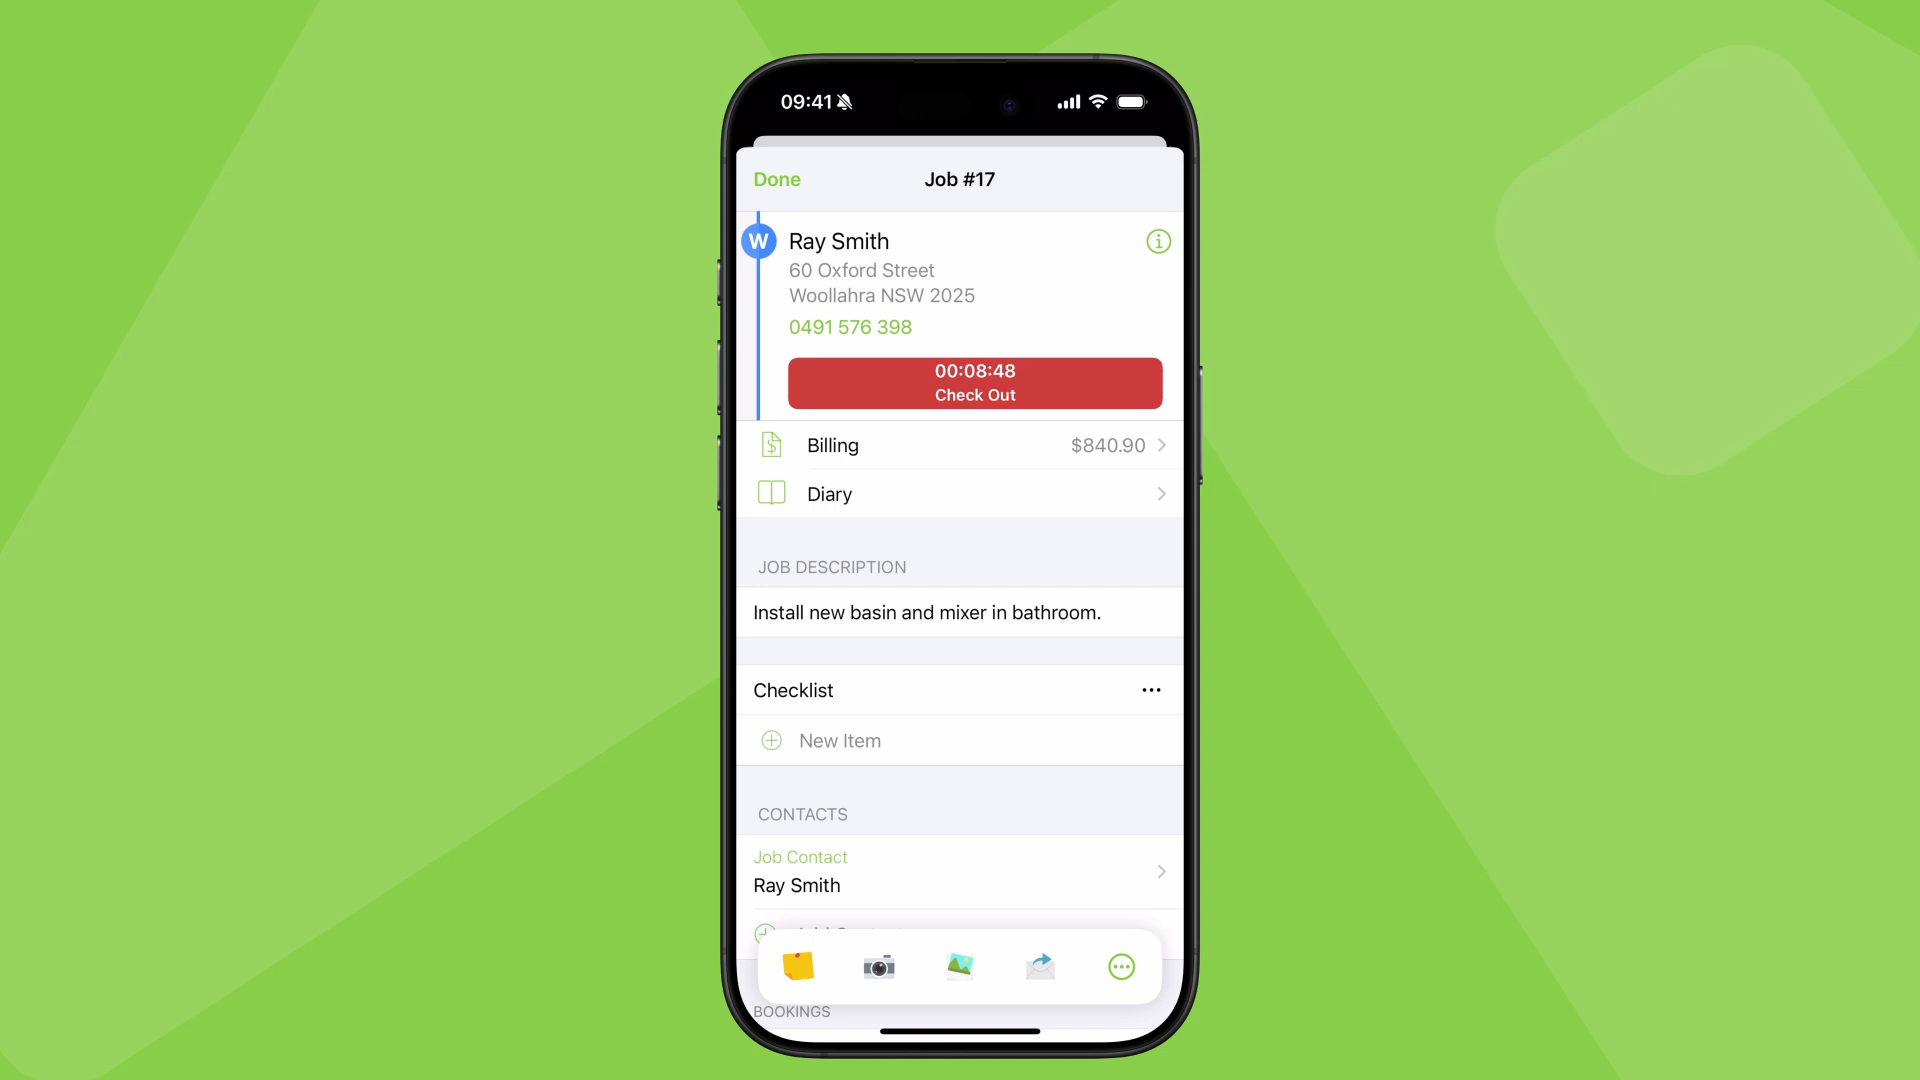 09:41
Done
Job #17
W
Ray Smith
60 Oxford Street
Woollahra NSW 2025
0491 576 398
00:08:48
Check Out
Billing
$840.90
Diary
JOB DESCRIPTION
Install new basin and mixer in bathroom.
Checklist
New Item
CONTACTS
Job Contact
Ray Smith
BOOKINGS